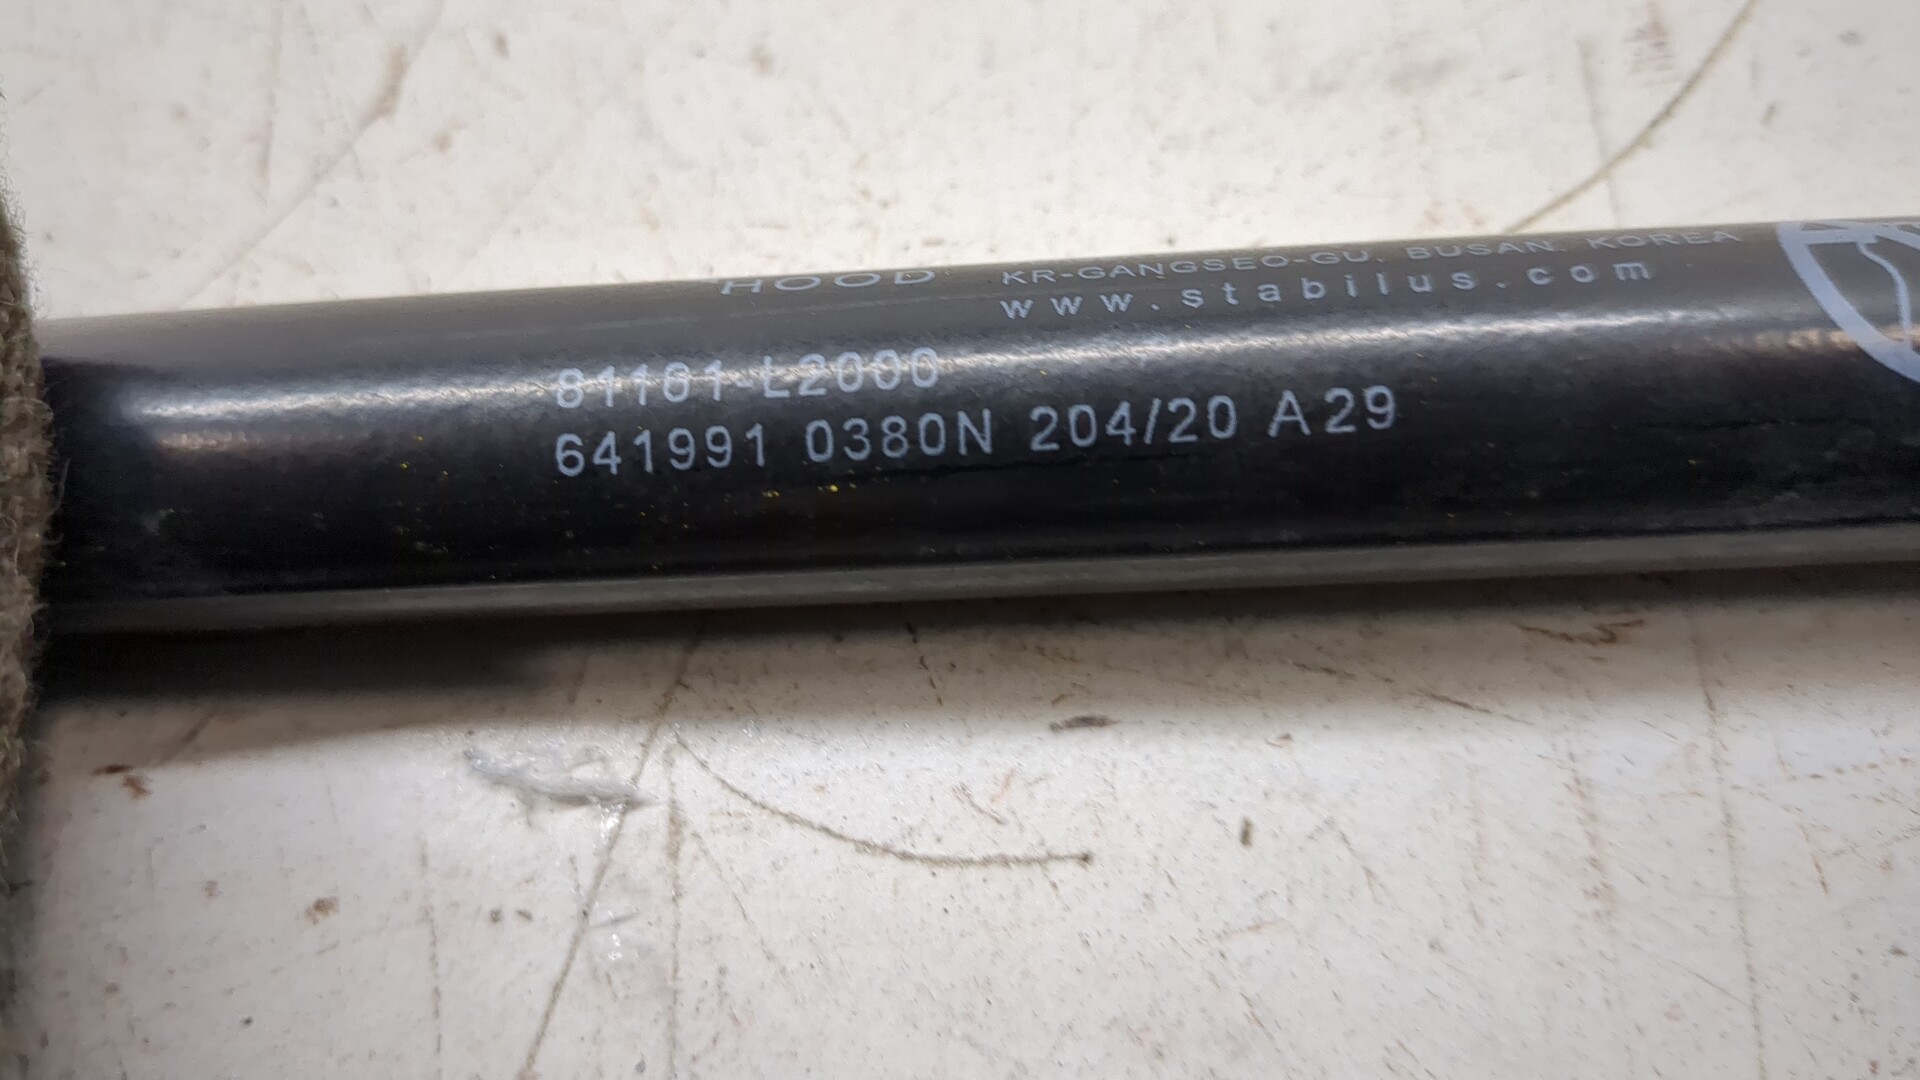 HOOD KR-GANGSEO-GU, BUSAN. KOREA
www.stabilus.com
81161-L2000
641991 0380N 204/20 A29